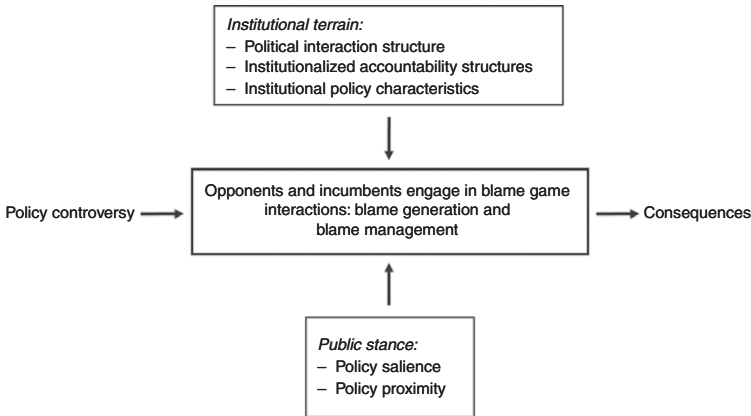 Institutional terrain:
– Political interaction structure
– Institutionalized accountability structures
– Institutional policy characteristics
Policy controversy
Opponents and incumbents engage in blame game
interactions: blame generation and
blame management
Consequences
Public stance:
– Policy salience
– Policy proximity